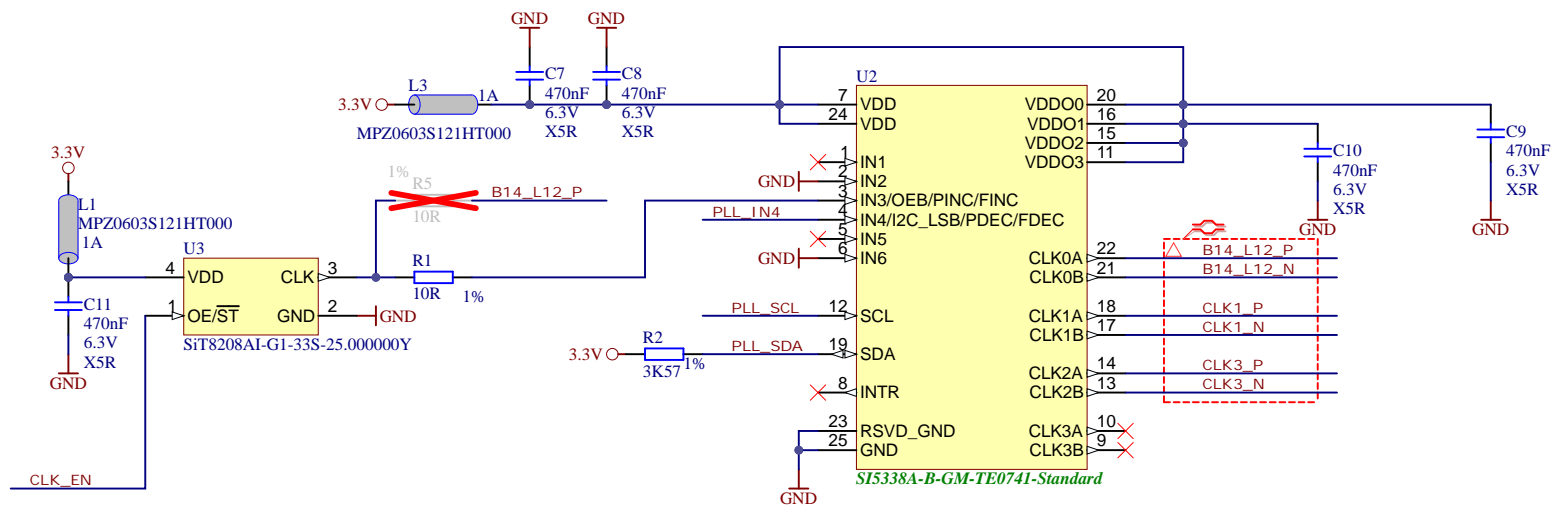 GND
GND
C7
470nF
6.3V
X5R
C8
470nF
6.3V
X5R
L3
1A
3.3V
MPZ0603S121HT000
U2
7
VDD
24
VDD
1
IN1
GND
2
IN2
3
IN3/OEB/PINC/FINC
PLL_IN4
4
IN4/I2C_LSB/PDEC/FDEC
5
IN5
GND
6
IN6
PLL_SCL
12
SCL
3.3V
R2
3K57
1%
PLL_SDA
19
SDA
8
INTR
23
RSVD_GND
25
GND
GND
VDDO0
20
VDDO1
16
VDDO2
15
VDDO3
11
CLK0A
22
B14_L12_P
CLK0B
21
B14_L12_N
CLK1A
18
CLK1_P
CLK1B
17
CLK1_N
CLK2A
14
CLK3_P
CLK2B
13
CLK3_N
CLK3A
10
CLK3B
9
SI5338A-B-GM-TE0741-Standard
C10
470nF
6.3V
X5R
GND
C9
470nF
6.3V
X5R
GND
3.3V
L1
MPZ0603S121HT000
1A
1%
R5
10R
B14_L12_P
U3
4
VDD
CLK
3
1
OE/ST
GND
2
GND
SiT8208AI-G1-33S-25.000000Y
R1
10R
1%
C11
470nF
6.3V
X5R
GND
CLK_EN